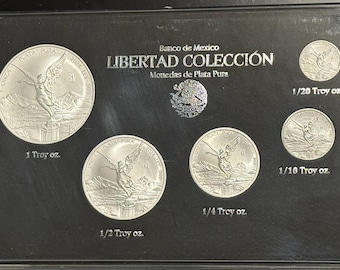 Banco de Mexico
LIBERTAD COLECCIÓN
Monedas de Plata Pura
1/20 Troy oz.
1/10 Troy oz.
1 Troy oz.
1/4 Troy oz.
1/2 Troy oz.